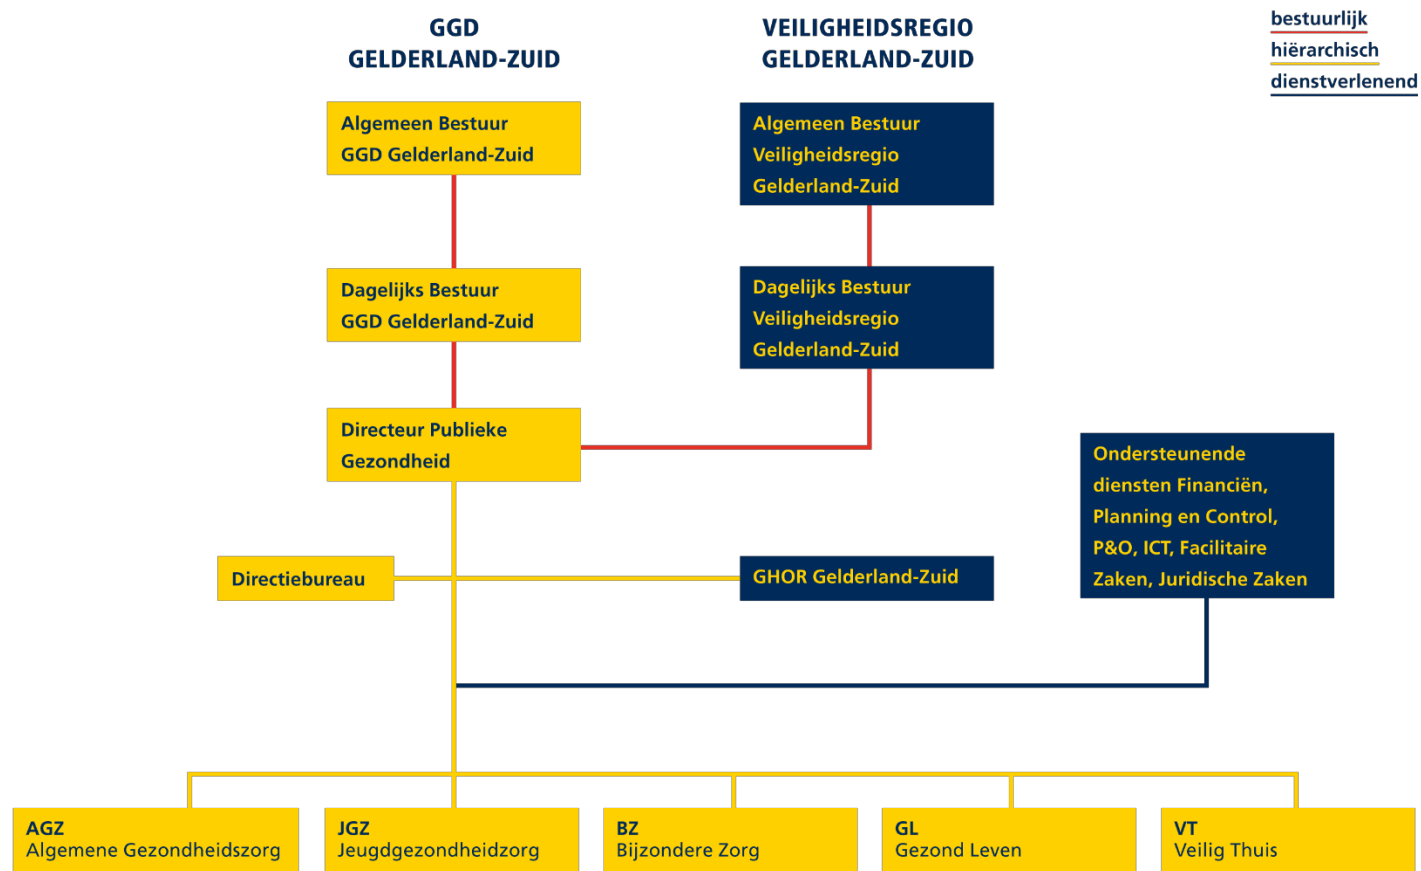 GGD
GELDERLAND-ZUID
VEILIGHEIDSREGIO
GELDERLAND-ZUID
bestuurlijk
hiërarchisch
dienstverlenend
Algemeen Bestuur
GGD Gelderland-Zuid
Algemeen Bestuur
Veiligheidsregio
Gelderland-Zuid
Dagelijks Bestuur
GGD Gelderland-Zuid
Dagelijks Bestuur
Veiligheidsregio
Gelderland-Zuid
Directeur Publieke
Gezondheid
Ondersteunende
diensten Financiën,
Planning en Control,
P&O, ICT, Facilitaire
Zaken, Juridische Zaken
Directiebureau
GHOR Gelderland-Zuid
AGZ
Algemene Gezondheidszorg
JGZ
Jeugdgezondheidzorg
BZ
Bijzondere Zorg
GL
Gezond Leven
VT
Veilig Thuis